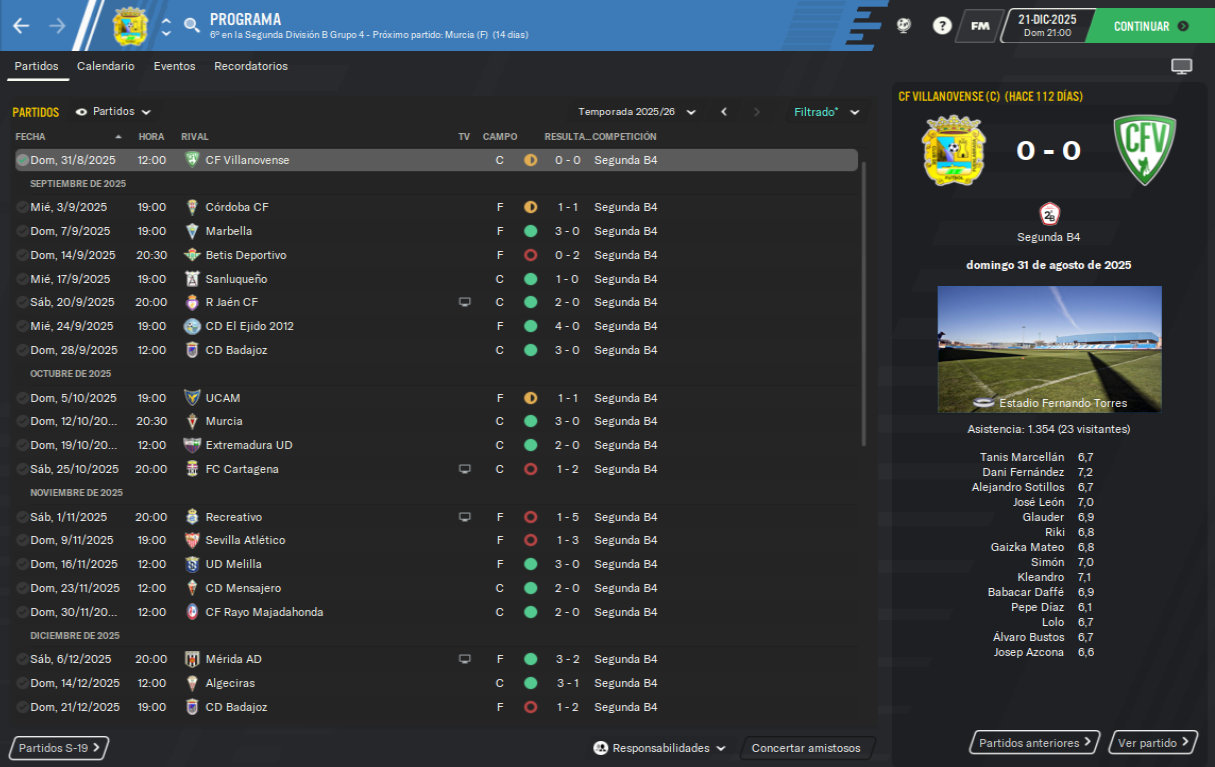 PROGRAMA
6º en la Segunda División B Grupo 4 - Próximo partido: Murcia (F) (14 días)
?
FM
21-DIC-2025
Dom 21:00
CONTINUAR
Partidos Calendario Eventos Recordatorios
PARTIDOS Partidos Temporada 2025/26 Filtrado*
FECHA HORA RIVAL TV CAMPO RESULTA... COMPETICIÓN
Dom, 31/8/2025 12:00 CF Villanovense C 0 - 0 Segunda B4
SEPTIEMBRE DE 2025
Mié, 3/9/2025 19:00 Córdoba CF F 1 - 1 Segunda B4
Dom, 7/9/2025 19:00 Marbella F 3 - 0 Segunda B4
Dom, 14/9/2025 20:30 Betis Deportivo F 0 - 2 Segunda B4
Mié, 17/9/2025 19:00 Sanluqueño C 1 - 0 Segunda B4
Sáb, 20/9/2025 20:00 R Jaén CF C 2 - 0 Segunda B4
Mié, 24/9/2025 19:00 CD El Ejido 2012 F 4 - 0 Segunda B4
Dom, 28/9/2025 12:00 CD Badajoz C 3 - 0 Segunda B4
OCTUBRE DE 2025
Dom, 5/10/2025 19:00 UCAM F 1 - 1 Segunda B4
Dom, 12/10/20... 20:30 Murcia C 3 - 0 Segunda B4
Dom, 19/10/20... 12:00 Extremadura UD C 2 - 0 Segunda B4
Sáb, 25/10/2025 20:00 FC Cartagena C 1 - 2 Segunda B4
NOVIEMBRE DE 2025
Sáb, 1/11/2025 20:00 Recreativo F 1 - 5 Segunda B4
Dom, 9/11/2025 19:00 Sevilla Atlético F 1 - 3 Segunda B4
Dom, 16/11/2025 12:00 UD Melilla F 3 - 0 Segunda B4
Dom, 23/11/2025 12:00 CD Mensajero C 2 - 0 Segunda B4
Dom, 30/11/20... 12:00 CF Rayo Majadahonda C 2 - 0 Segunda B4
DICIEMBRE DE 2025
Sáb, 6/12/2025 20:00 Mérida AD F 3 - 2 Segunda B4
Dom, 14/12/2025 12:00 Algeciras C 3 - 1 Segunda B4
Dom, 21/12/2025 19:00 CD Badajoz F 1 - 2 Segunda B4
Partidos S-19 Responsabilidades Concertar amistosos
CF VILLANOVENSE (C) (HACE 112 DÍAS)
0 - 0
CFV
2ªB
Segunda B4
domingo 31 de agosto de 2025
Estadio Fernando Torres
Asistencia: 1.354 (23 visitantes)
Tanis Marcellán 6,7
Dani Fernández 7,2
Alejandro Sotillos 6,7
José León 7,0
Glauder 6,9
Riki 6,8
Gaizka Mateo 6,8
Simón 7,0
Kleandro 7,1
Babacar Daffé 6,9
Pepe Díaz 6,1
Lolo 6,7
Álvaro Bustos 6,7
Josep Azcona 6,6
Partidos anteriores Ver partido